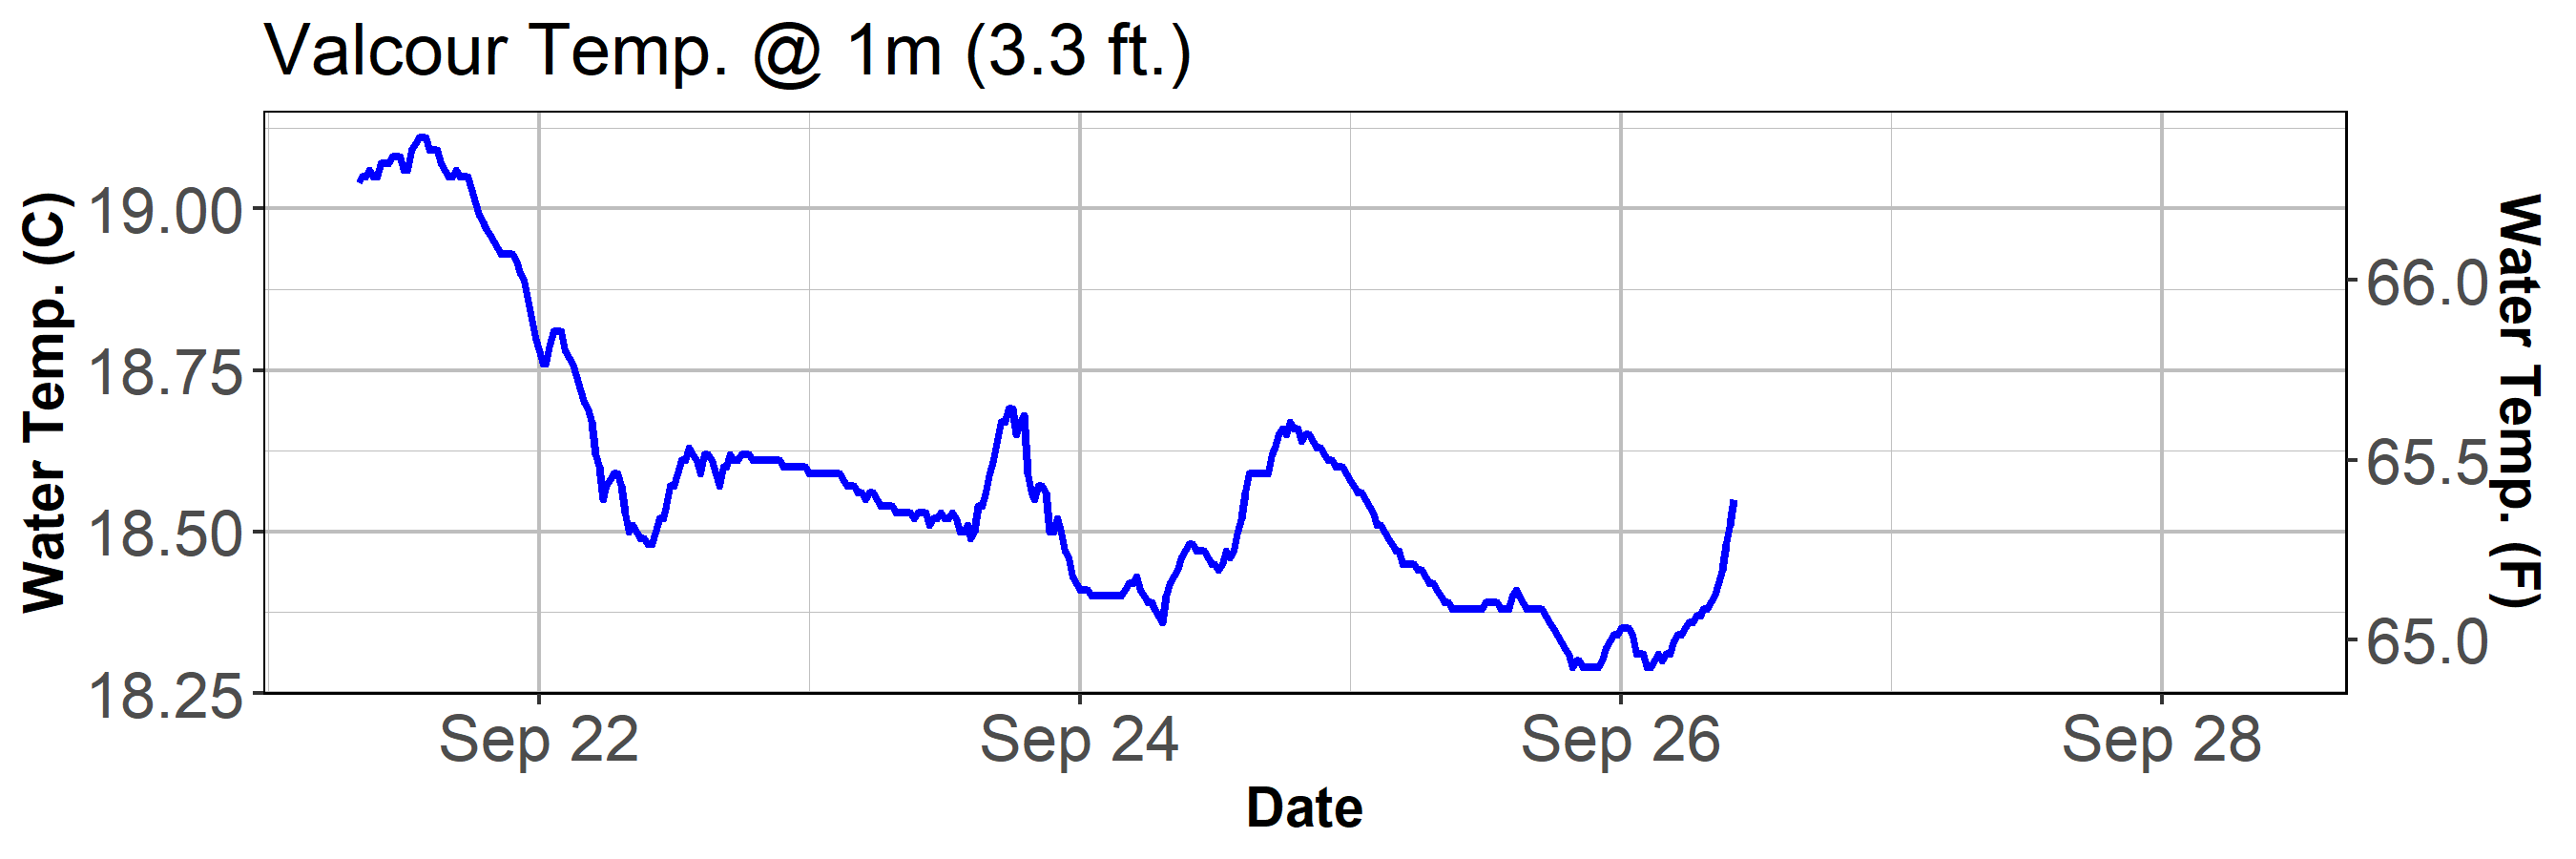 Valcour Temp. @ 1m (3.3 ft.)
Water Temp. (C)
19.00
18.75
18.50
18.25
Sep 22 Sep 24 Sep 26 Sep 28
Date
66.0
65.5
65.0
Water Temp. (F)